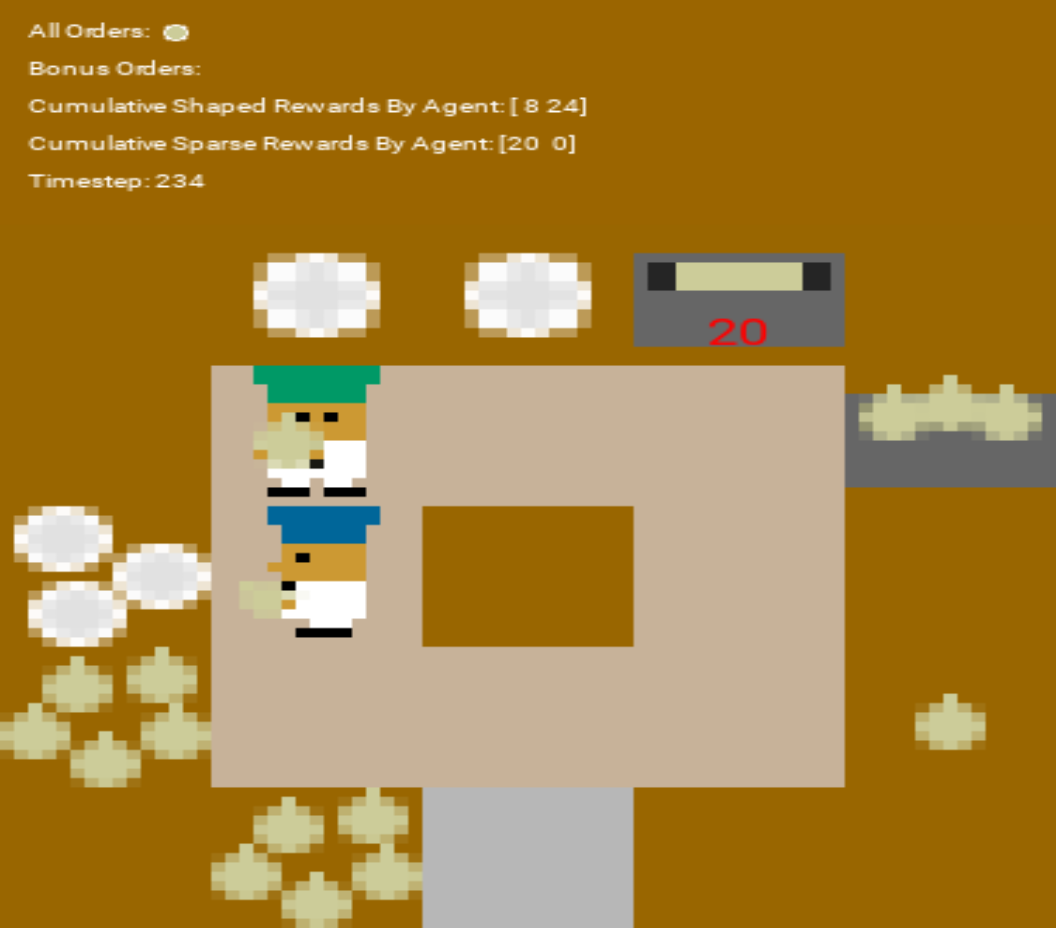 All Orders:
Bonus Orders:
Cumulative Shaped Rewards By Agent: [ 8 24]
Cumulative Sparse Rewards By Agent: [20  0]
Timestep: 234
20